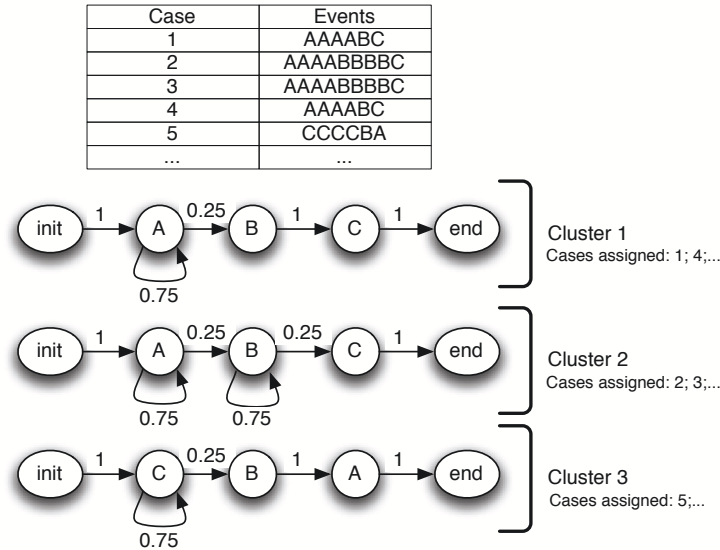 Case Events
1 AAAABC
2 AAAABBBBC
3 AAAABBBBC
4 AAAABC
5 CCCCBA
... ...
init 1 A 0.25 B 1 C 1 end
0.75
Cluster 1
Cases assigned: 1; 4;...
init 1 A 0.25 B 0.25 C 1 end
0.75 0.75
Cluster 2
Cases assigned: 2; 3;...
init 1 C 0.25 B 1 A 1 end
0.75
Cluster 3
Cases assigned: 5;...